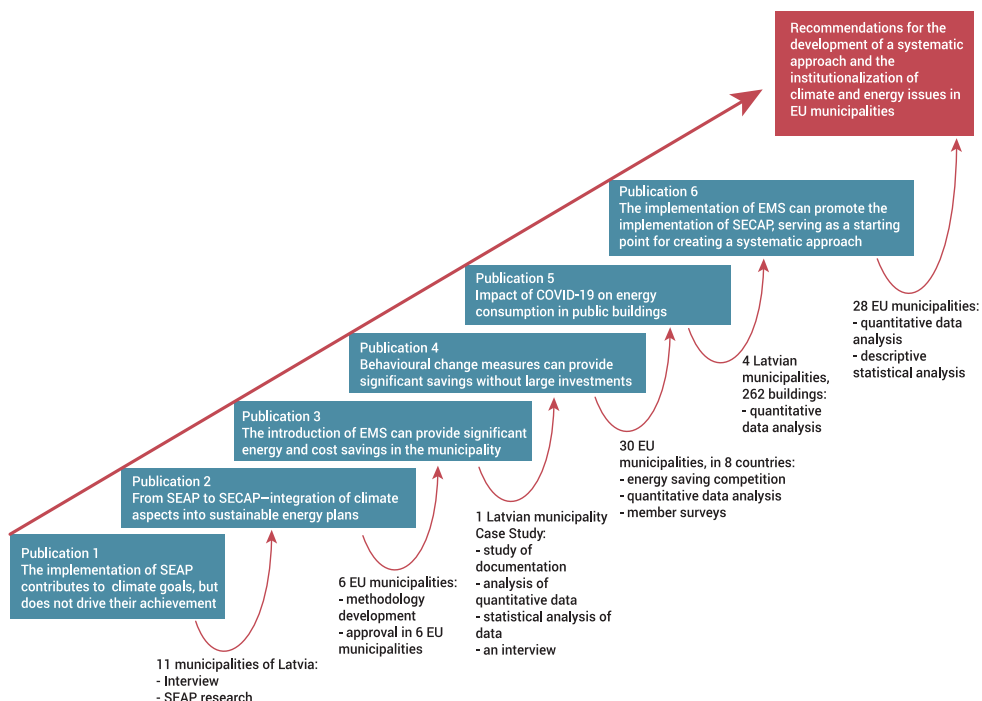 Recommendations for the
development of a systematic
approach and the
institutionalization of
climate and energy issues in
EU municipalities
Publication 6
The implementation of EMS can promote the
implementation of SECAP, serving as a starting
point for creating a systematic approach
Publication 5
Impact of COVID-19 on energy
consumption in public buildings
Publication 4
Behavioural change measures can provide
significant savings without large investments
Publication 3
The introduction of EMS can provide significant
energy and cost savings in the municipality
Publication 2
From SEAP to SECAP—integration of climate
aspects into sustainable energy plans
Publication 1
The implementation of SEAP
contributes to climate goals, but
does not drive their achievement
11 municipalities of Latvia:
- Interview
- SEAP research
6 EU municipalities:
- methodology
development
- approval in 6 EU
municipalities
1 Latvian municipality
Case Study:
- study of
documentation
- analysis of
quantitative data
- statistical analysis of
data
- an interview
30 EU
municipalities, in 8 countries:
- energy saving competition
- quantitative data analysis
- member surveys
4 Latvian
municipalities,
262 buildings:
- quantitative
data analysis
28 EU municipalities:
- quantitative data
analysis
- descriptive
statistical analysis